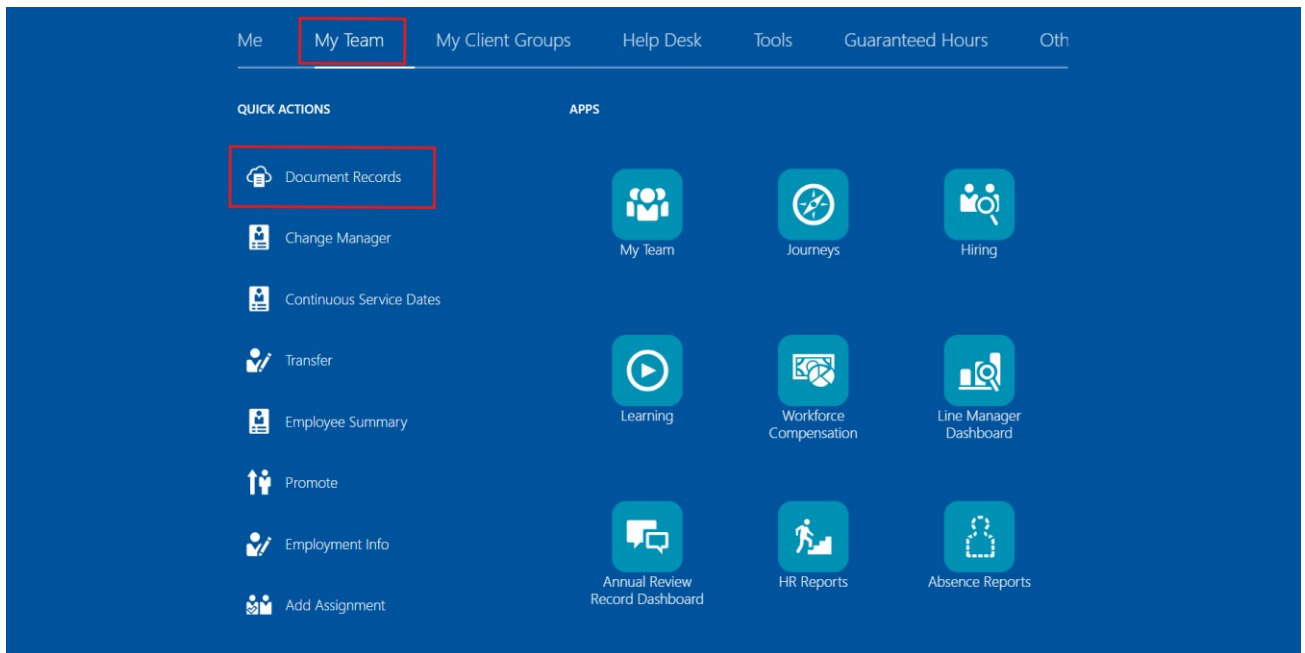 Me My Team My Client Groups Help Desk Tools Guaranteed Hours Oth
QUICK ACTIONS
Document Records
Change Manager
Continuous Service Dates
Transfer
Employee Summary
Promote
Employment Info
Add Assignment
APPS
My Team
Journeys
Hiring
Learning
Workforce
Compensation
Line Manager
Dashboard
Annual Review
Record Dashboard
HR Reports
Absence Reports